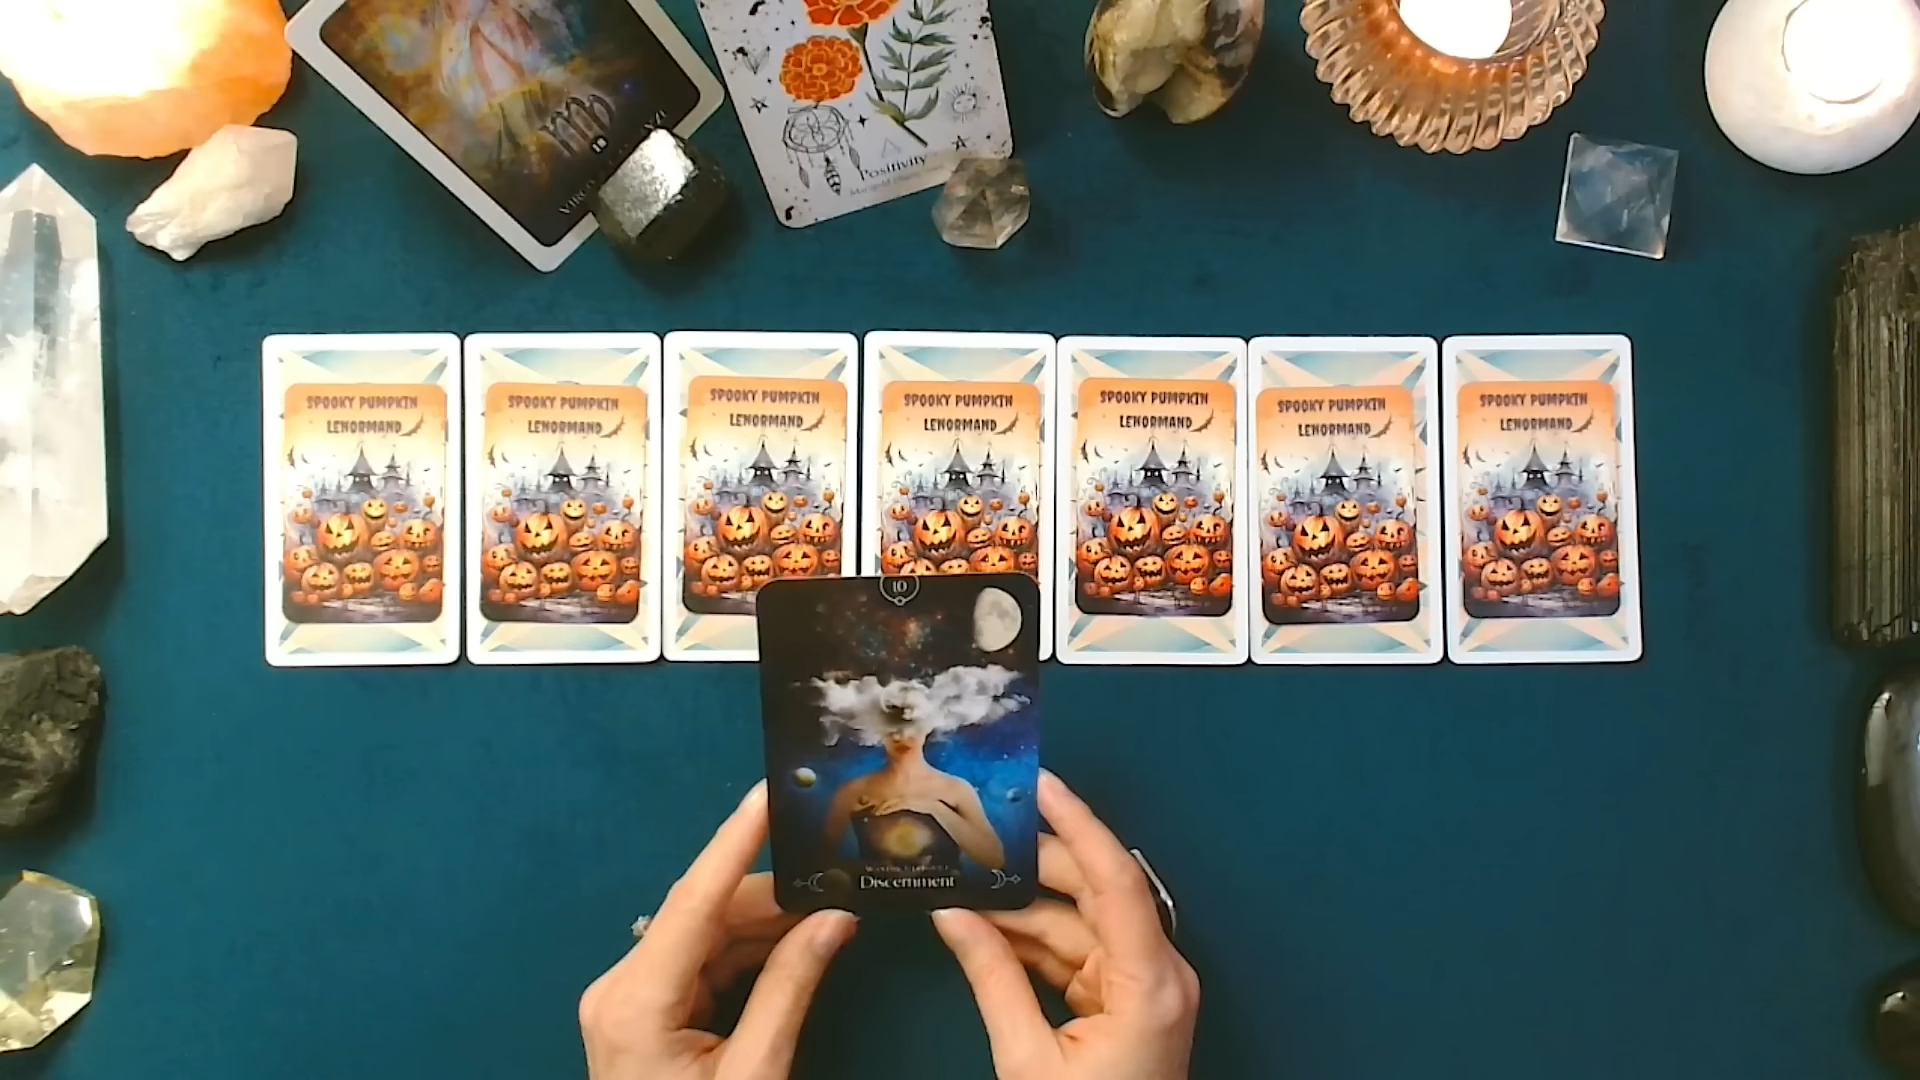 VIRGO
Positivity
SPOOKY PUMPKIN
LENORMAND
SPOOKY PUMPKIN
LENORMAND
SPOOKY PUMPKIN
LENORMAND
SPOOKY PUMPKIN
LENORMAND
SPOOKY PUMPKIN
LENORMAND
SPOOKY PUMPKIN
LENORMAND
SPOOKY PUMPKIN
LENORMAND
10
Discernment